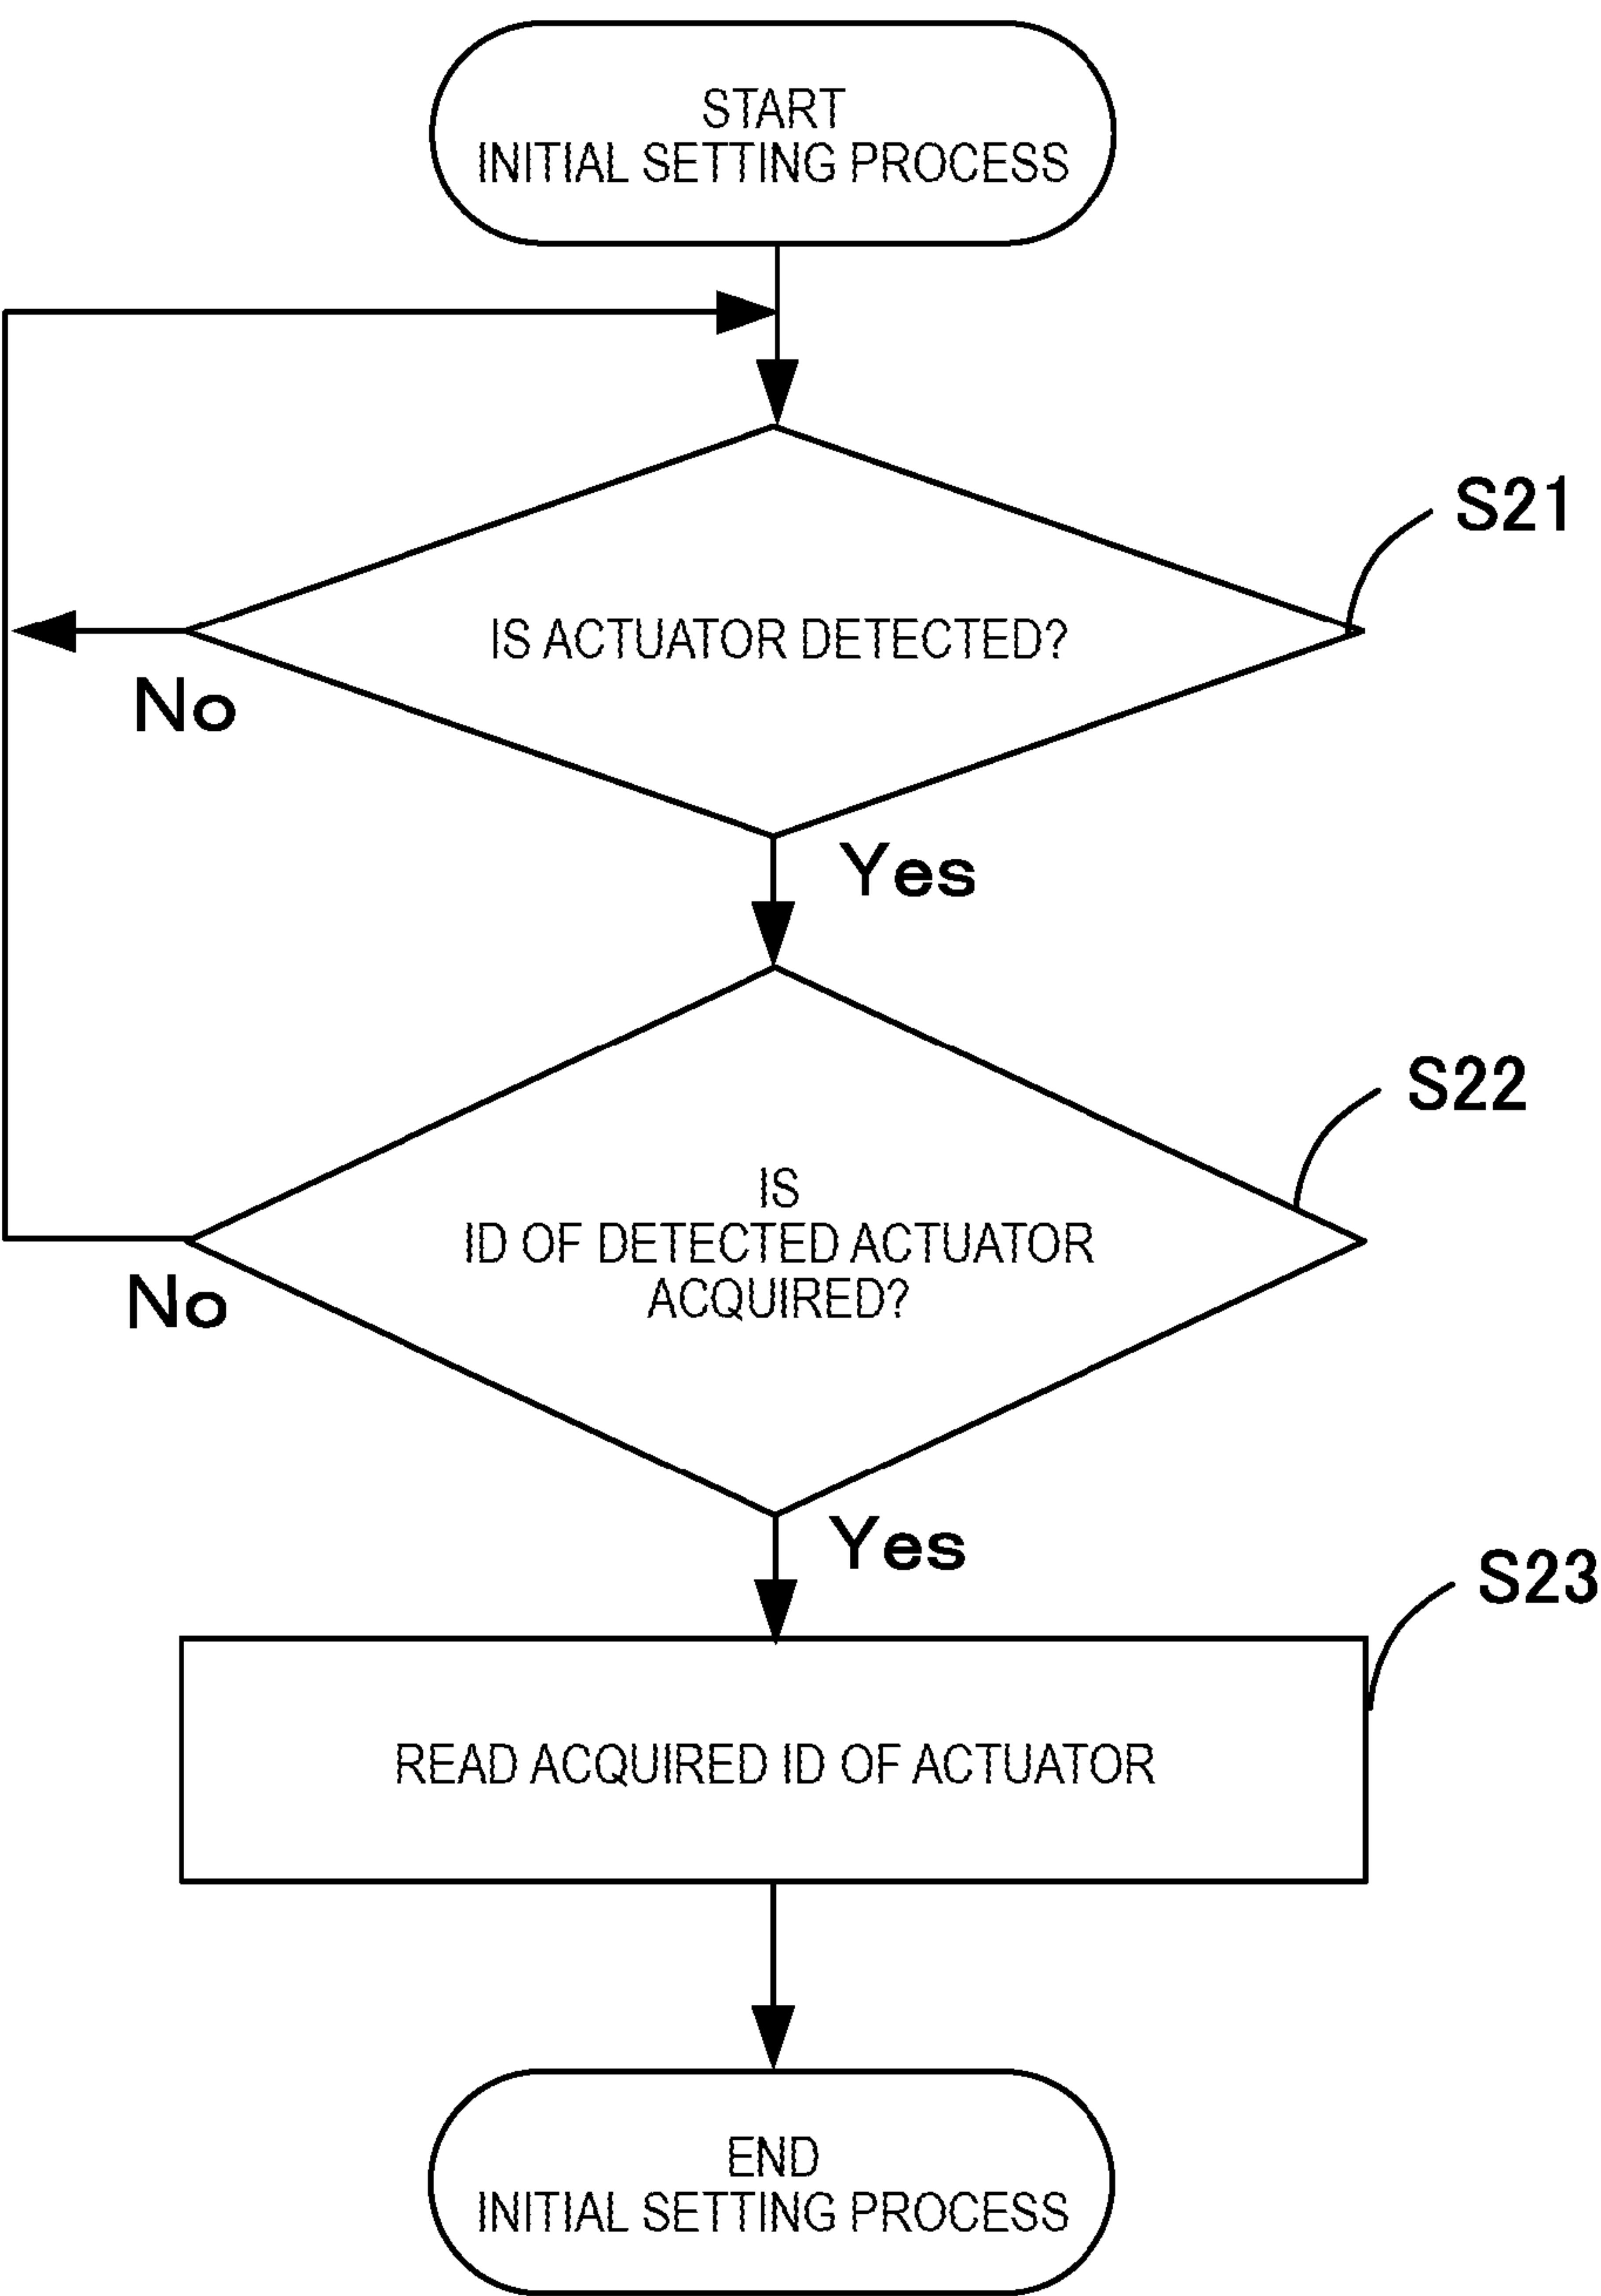 START
INITIAL SETTING PROCESS
S21
IS ACTUATOR DETECTED?
No
Yes
S22
IS
ID OF DETECTED ACTUATOR
ACQUIRED?
No
Yes
S23
READ ACQUIRED ID OF ACTUATOR
END
INITIAL SETTING PROCESS